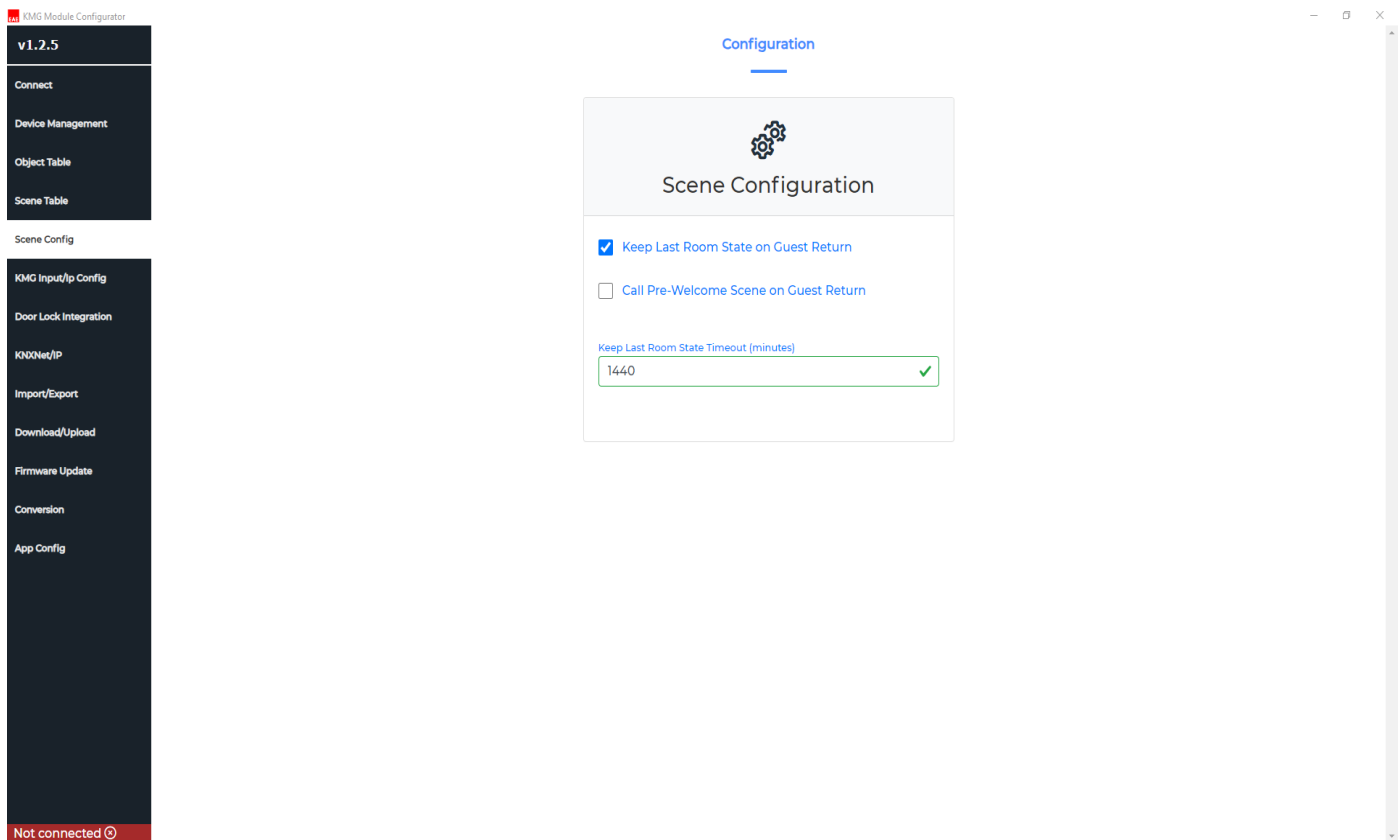 EAE KMG Module Configurator
v1.2.5
Connect
Device Management
Object Table
Scene Table
Scene Config
KMG Input/Ip Config
Door Lock Integration
KNXNet/IP
Import/Export
Download/Upload
Firmware Update
Conversion
App Config
Not connected
Configuration
Scene Configuration
Keep Last Room State on Guest Return
Call Pre-Welcome Scene on Guest Return
Keep Last Room State Timeout (minutes)
1440